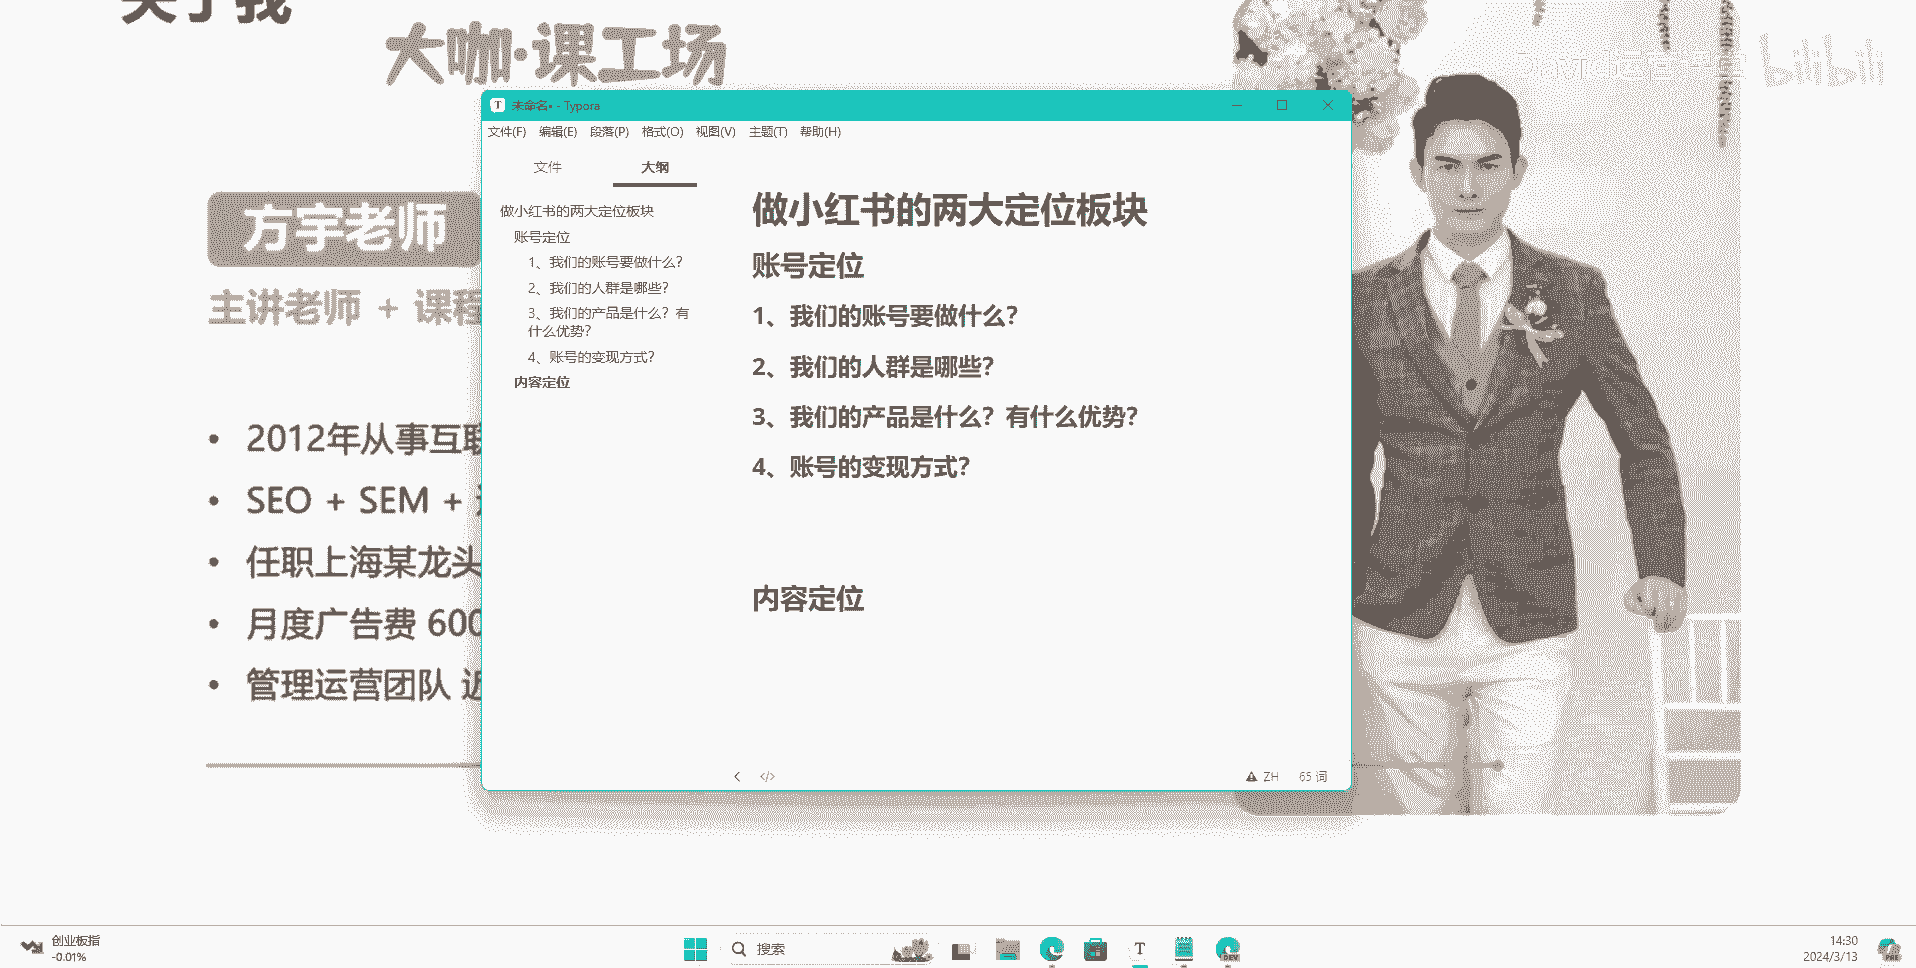 关于我
大咖·课工场
bilibili
未命名• - Typora
文件(F) 编辑(E) 段落(P) 格式(O) 视图(V) 主题(T) 帮助(H)
文件 大纲
做小红书的两大定位板块
账号定位
1、我们的账号要做什么?
2、我们的人群是哪些?
3、我们的产品是什么? 有
什么优势?
4、账号的变现方式?
内容定位
做小红书的两大定位板块
账号定位
1、我们的账号要做什么?
2、我们的人群是哪些?
3、我们的产品是什么? 有什么优势?
4、账号的变现方式?
内容定位
</> ZH 65 词
方宇老师
主讲老师 + 课程
2012年从事互联
SEO + SEM +
任职上海某龙头
月度广告费 600
管理运营团队 近
创业板指
-0.01%
搜索
14:30
2024/3/13